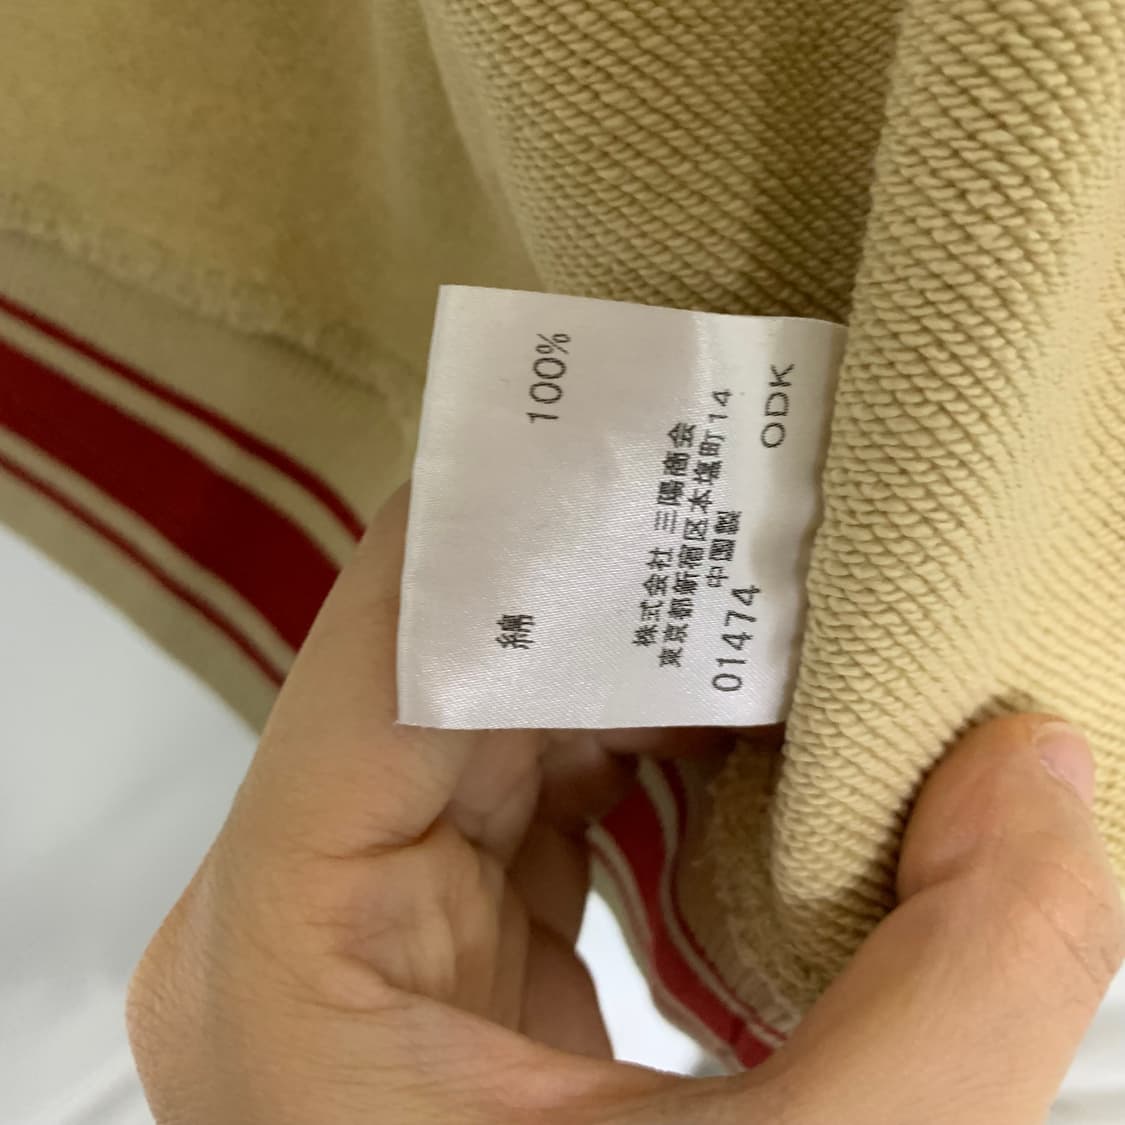 綿 100%
株式会社 三陽商会
東京都新宿区本塩町14
中国製
01474 ODK